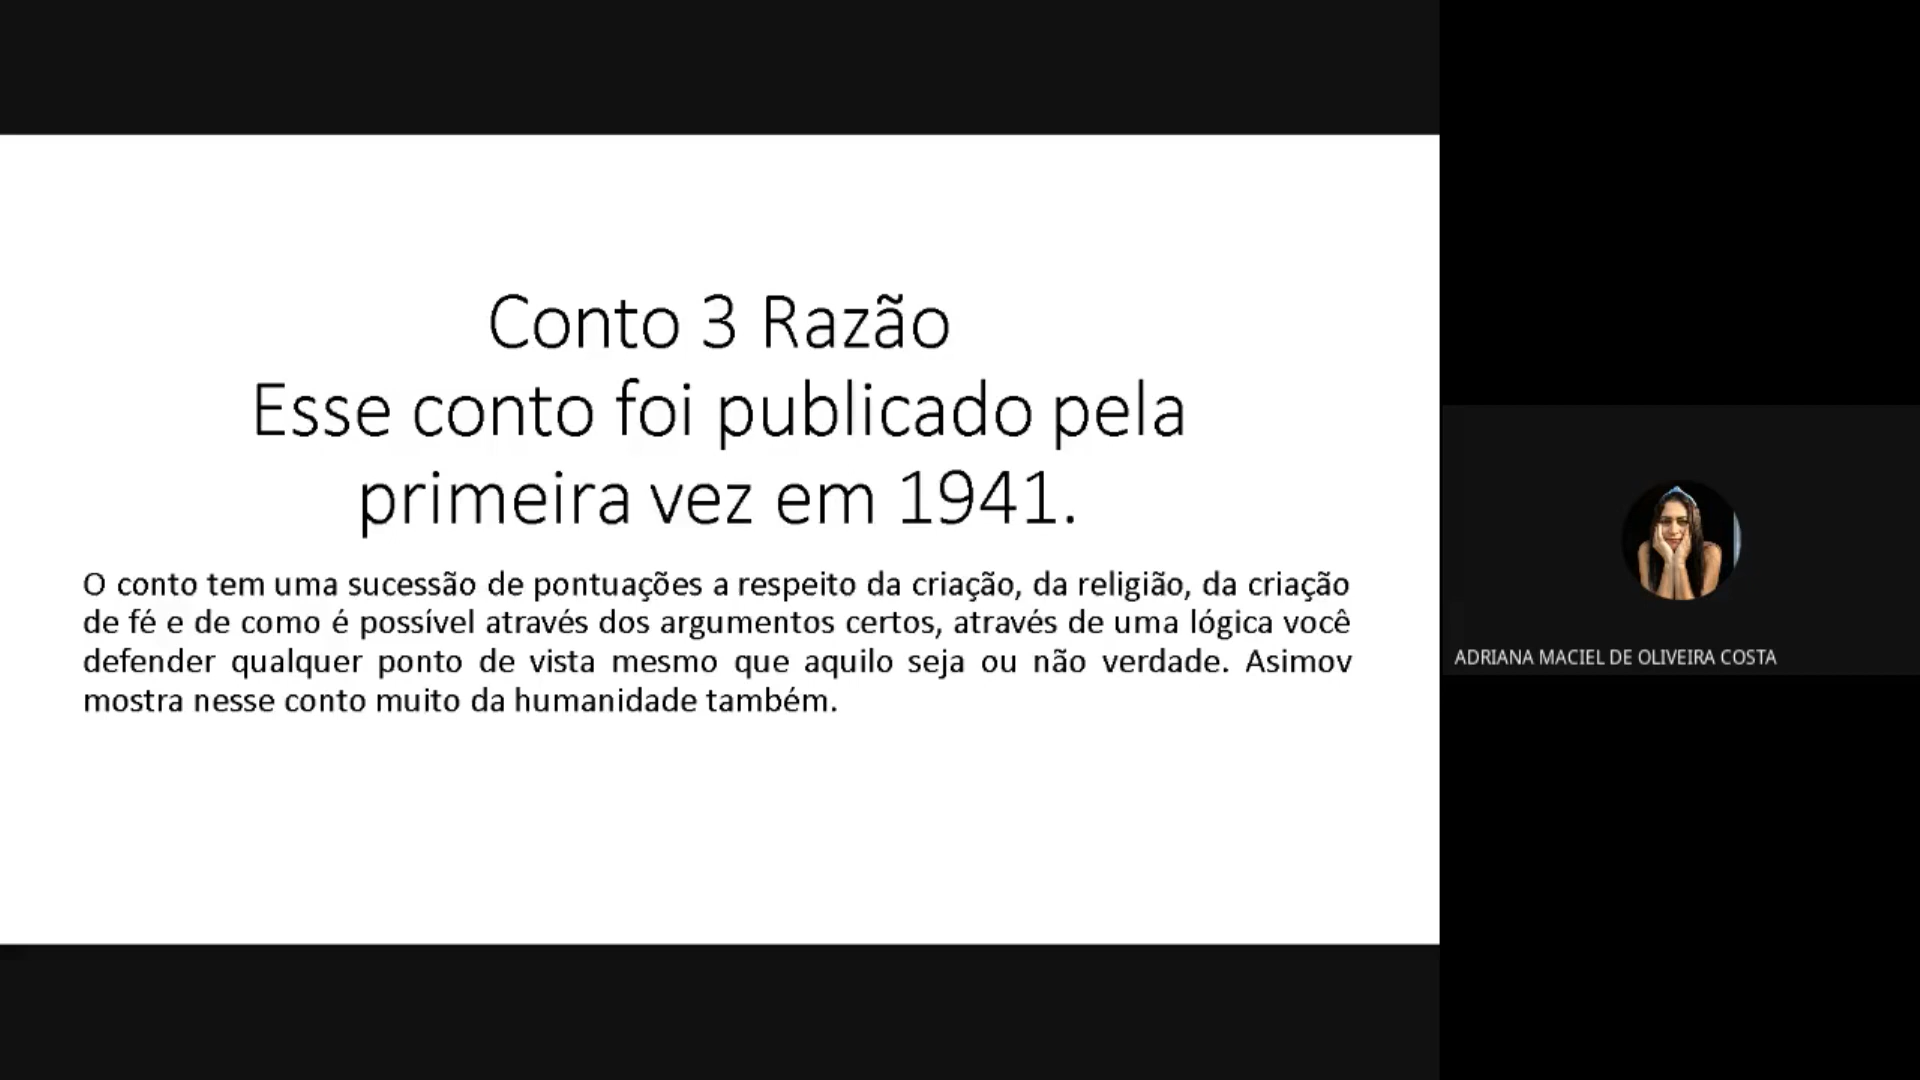 Conto 3 Razão
Esse conto foi publicado pela
primeira vez em 1941.
O conto tem uma sucessão de pontuações a respeito da criação, da religião, da criação
de fé e de como é possível através dos argumentos certos, através de uma lógica você
defender qualquer ponto de vista mesmo que aquilo seja ou não verdade. Asimov
mostra nesse conto muito da humanidade também.
ADRIANA MACIEL DE OLIVEIRA COSTA